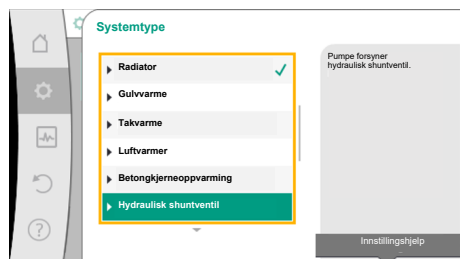 Systemtype
Radiator
Gulvvarme
Takvarme
Luftvarmer
Betongkjerneoppvarming
Hydraulisk shuntventil
Pumpe forsyner
hydraulisk shuntventil.
Innstillingshjelp
?